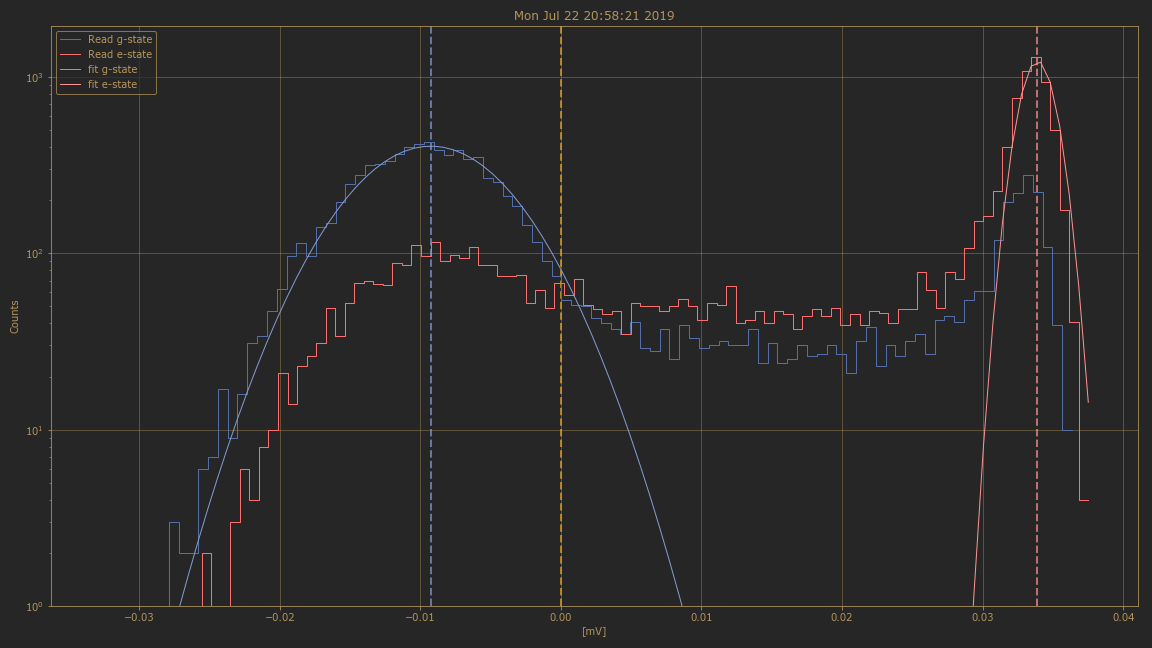 Mon Jul 22 20:58:21 2019
Read g-state
Read e-state
fit g-state
fit e-state
Counts
10³
10²
10¹
10⁰
−0.03 −0.02 −0.01 0.00 0.01 0.02 0.03 0.04
[mV]